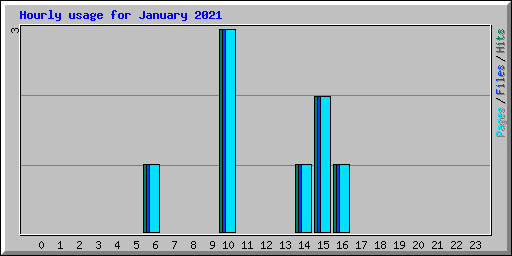 Hourly usage for January 2021
3
Pages/Files/Hits
0 1 2 3 4 5 6 7 8 9 10 11 12 13 14 15 16 17 18 19 20 21 22 23